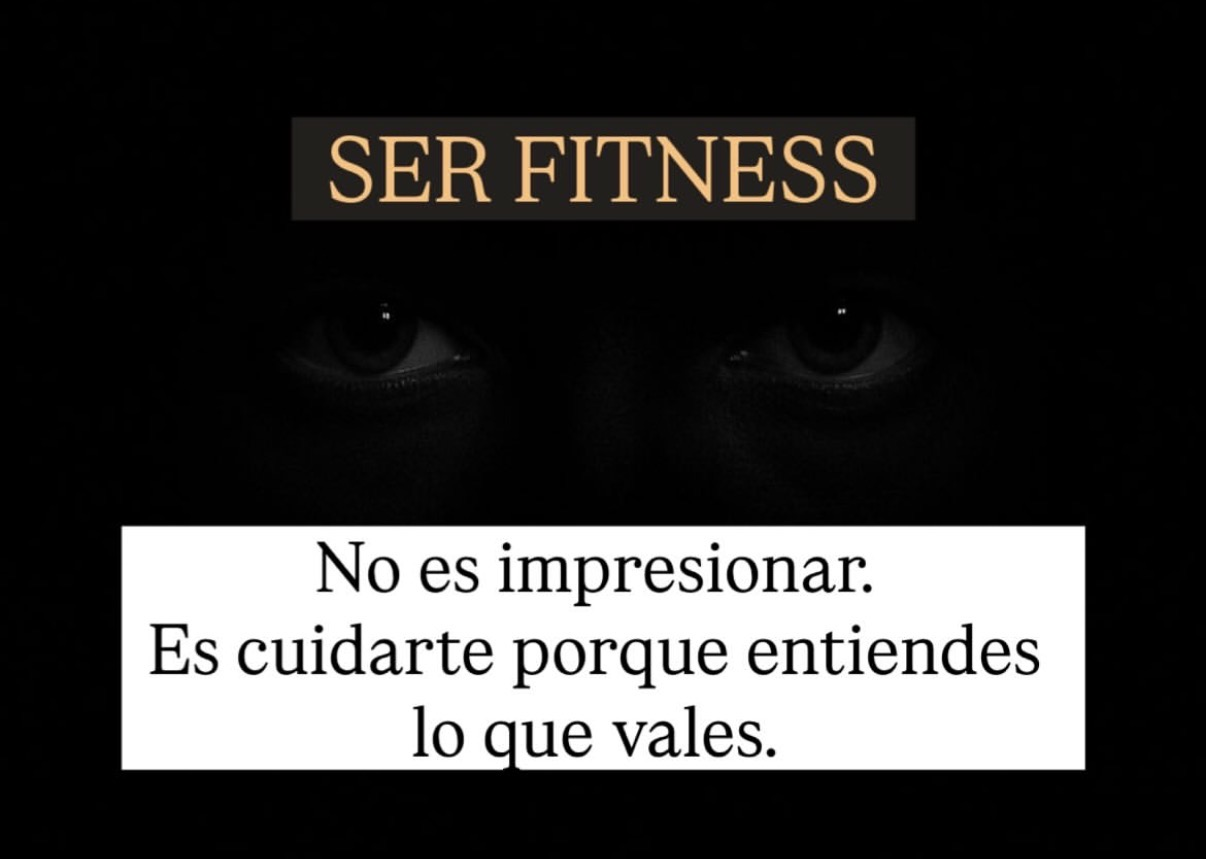 SER FITNESS
No es impresionar.
Es cuidarte porque entiendes
lo que vales.